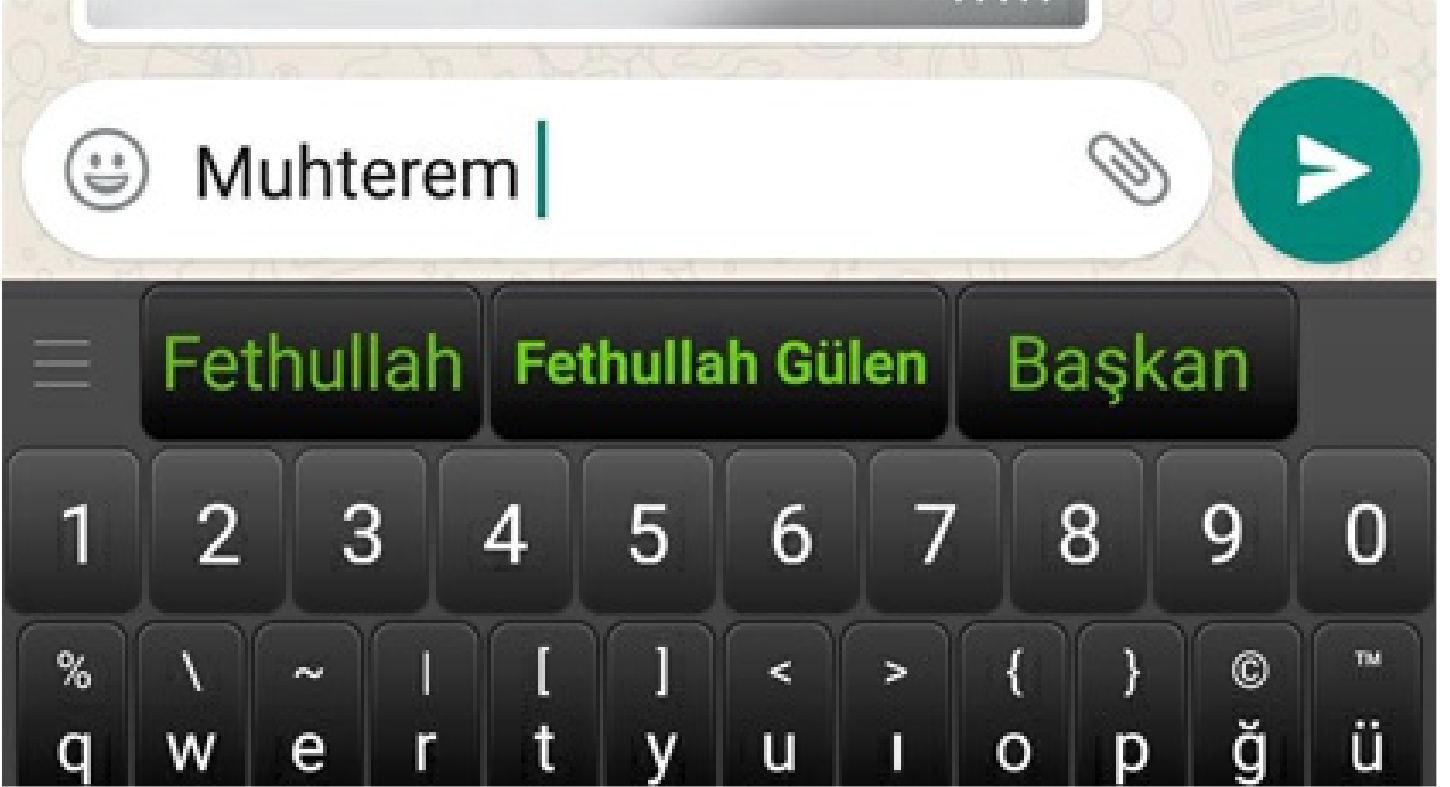 Muhterem
Fethullah Fethullah Gülen Başkan
1 2 3 4 5 6 7 8 9 0
% \ ~ | [ ] < > { } © ™
q w e r t y u ı o p ğ ü